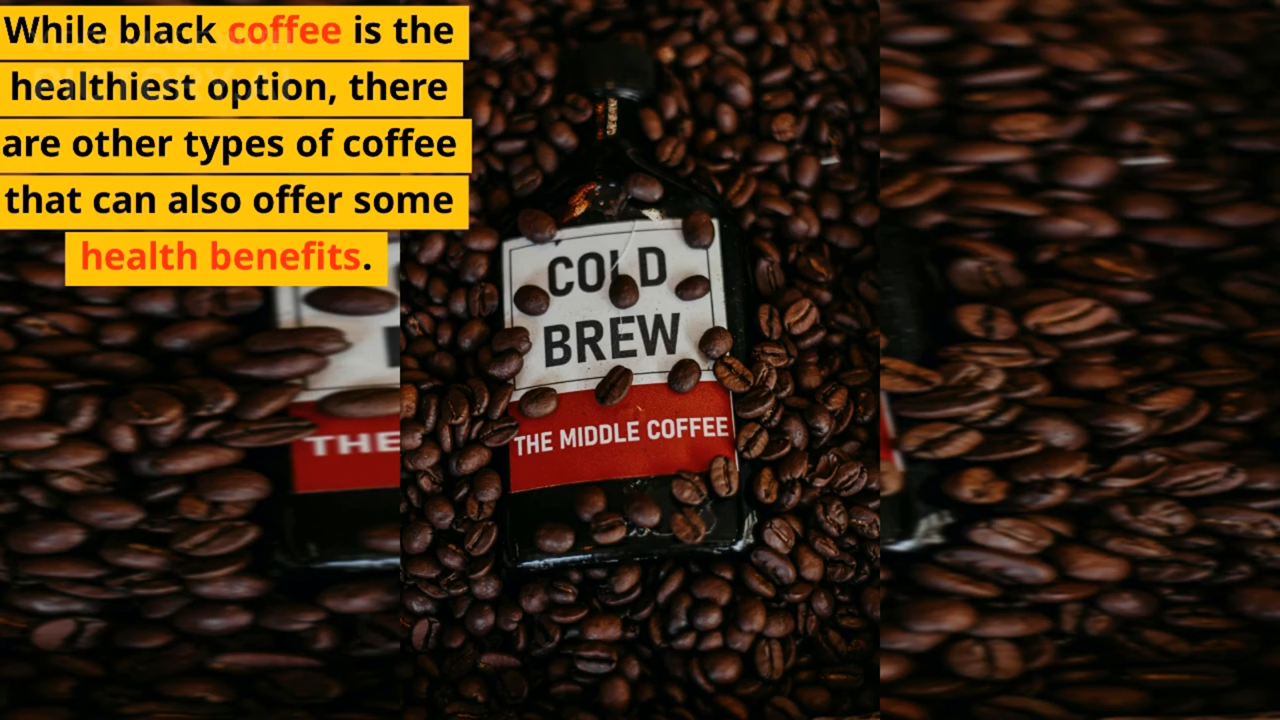 While black coffee is the
healthiest option, there
are other types of coffee
that can also offer some
health benefits.
COLD
BREW
THE MIDDLE COFFEE
THE